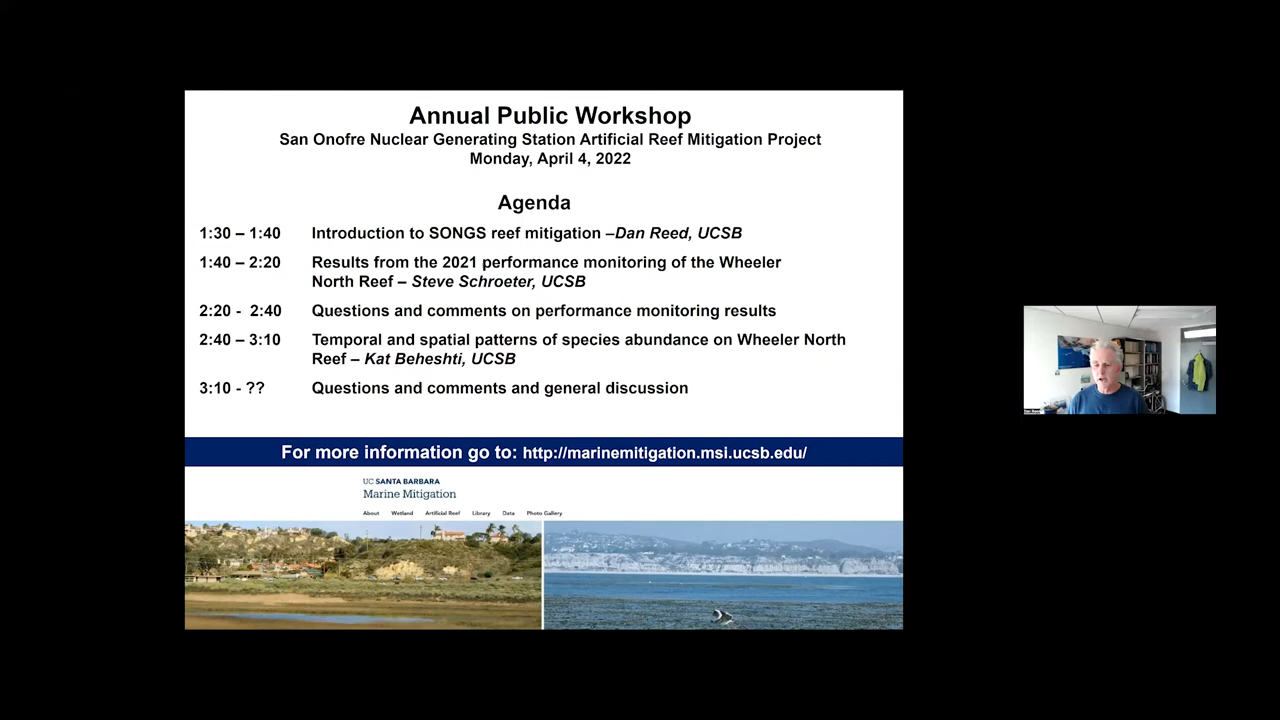 Annual Public Workshop
San Onofre Nuclear Generating Station Artificial Reef Mitigation Project
Monday, April 4, 2022
Agenda
1:30 – 1:40 Introduction to SONGS reef mitigation –Dan Reed, UCSB
1:40 – 2:20 Results from the 2021 performance monitoring of the Wheeler
North Reef – Steve Schroeter, UCSB
2:20 - 2:40 Questions and comments on performance monitoring results
2:40 – 3:10 Temporal and spatial patterns of species abundance on Wheeler North
Reef – Kat Beheshti, UCSB
3:10 - ?? Questions and comments and general discussion
For more information go to: http://marinemitigation.msi.ucsb.edu/
UC SANTA BARBARA
Marine Mitigation
About Wetland Artificial Reef Library Data Photo Gallery
Dan Reed